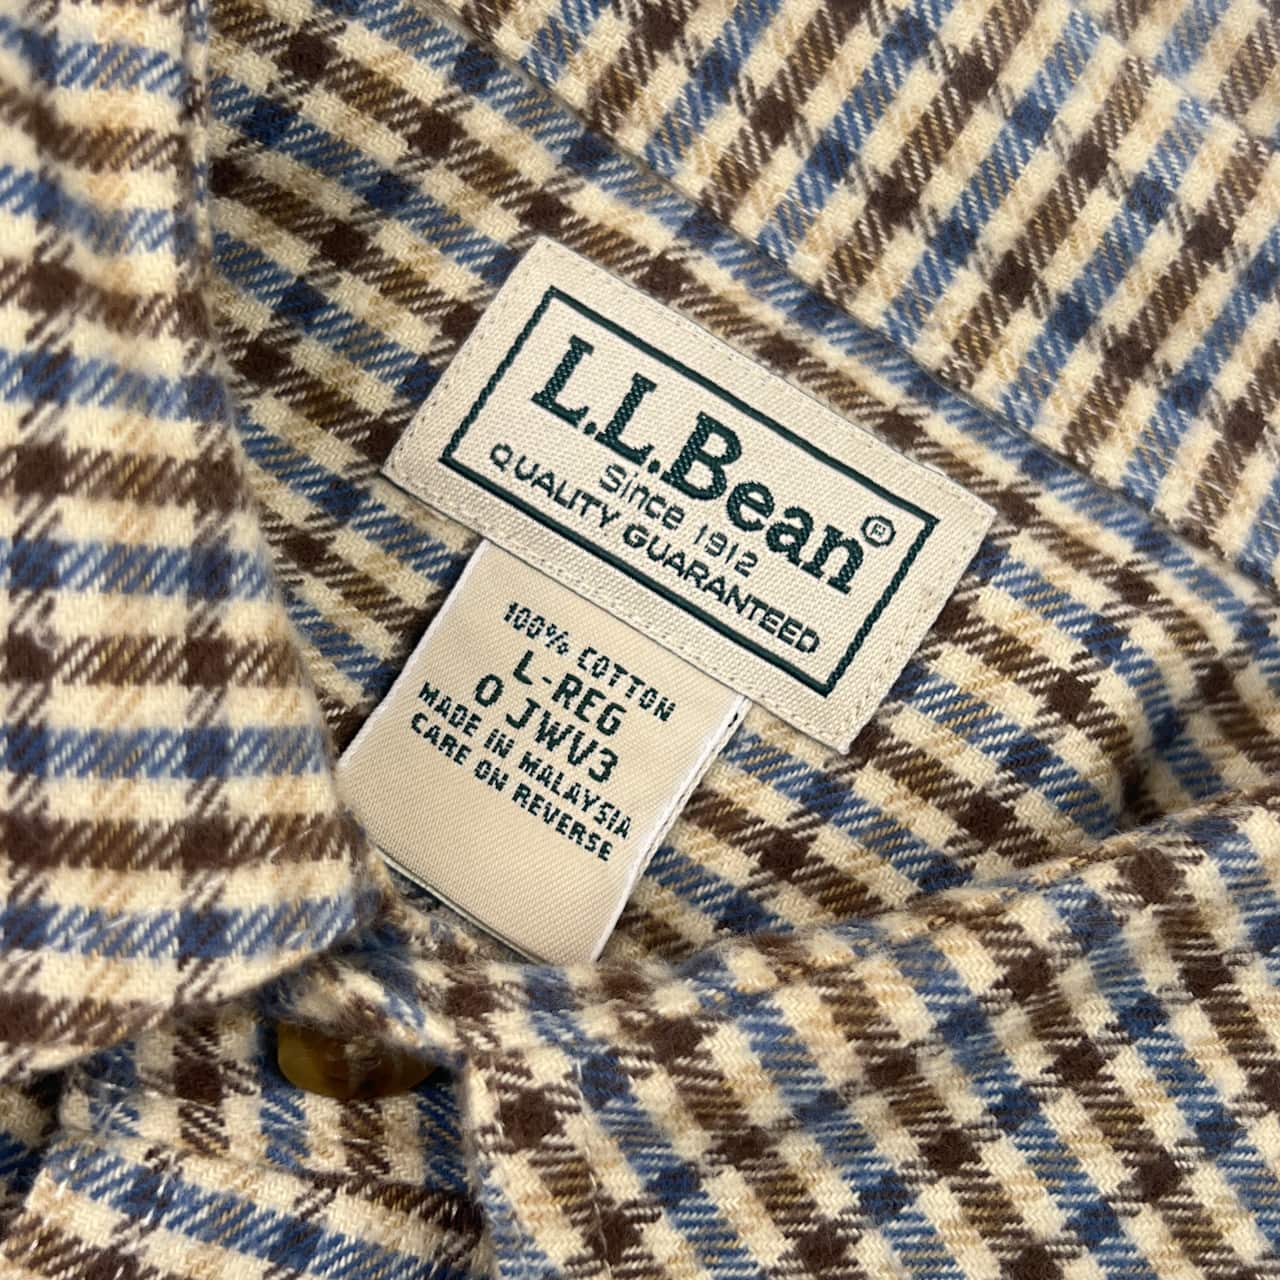 L.L.Bean®
Since 1912
QUALITY GUARANTEED
100% COTTON
L-REG
0 JWV3
MADE IN MALAYSIA
CARE ON REVERSE